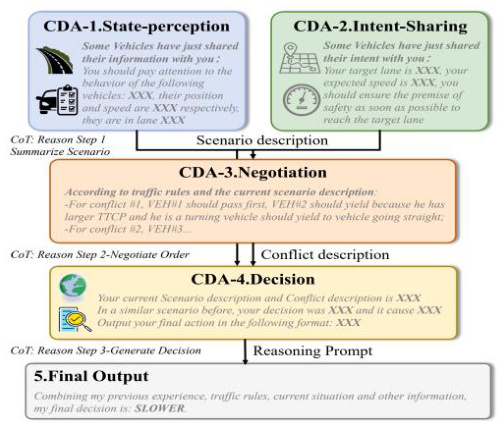 CDA-1.State-perception
Some Vehicles have just shared
their information with you :
You should pay attention to the
behavior of the following
vehicles: XXX, their position
and speed are XXX respectively,
they are in lane XXX
CDA-2.Intent-Sharing
Some Vehicles have just shared
their intent with you :
Your target lane is XXX, your
expected speed is XXX, you
should ensure the premise of
safety as soon as possible to
reach the target lane
CoT: Reason Step 1
Summarize Scenario
Scenario description
CDA-3.Negotiation
According to traffic rules and the current scenario description:
-For conflict #1, VEH#1 should pass first, VEH#2 should yield because he has
larger TTCP and he is a turning vehicle should yield to vehicle going straight;
-For conflict #2, VEH#3...
CoT: Reason Step 2-Negotiate Order
Conflict description
CDA-4.Decision
Your current Scenario description and Conflict description is XXX
In a similar scenario before, your decision was XXX and it cause XXX
Output your final action in the following format: XXX
CoT: Reason Step 3-Generate Decision
Reasoning Prompt
5.Final Output
Combining my previous experience, traffic rules, current situation and other information,
my final decision is: SLOWER.